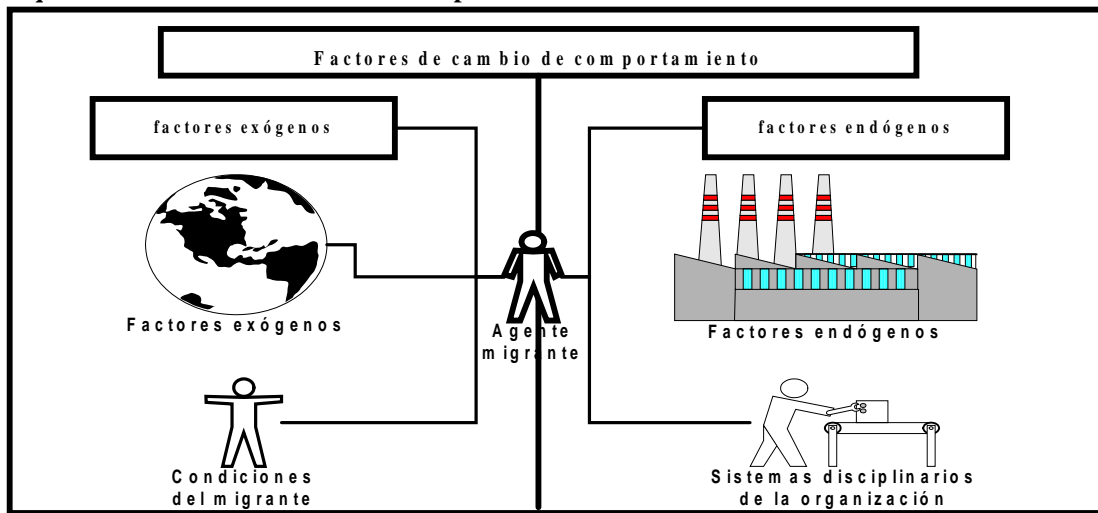 Factores de cambio de comportamiento
factores exógenos
factores endógenos
Factores exógenos
Agente
migrante
Factores endógenos
Condiciones
del migrante
Sistemas disciplinarios
de la organización